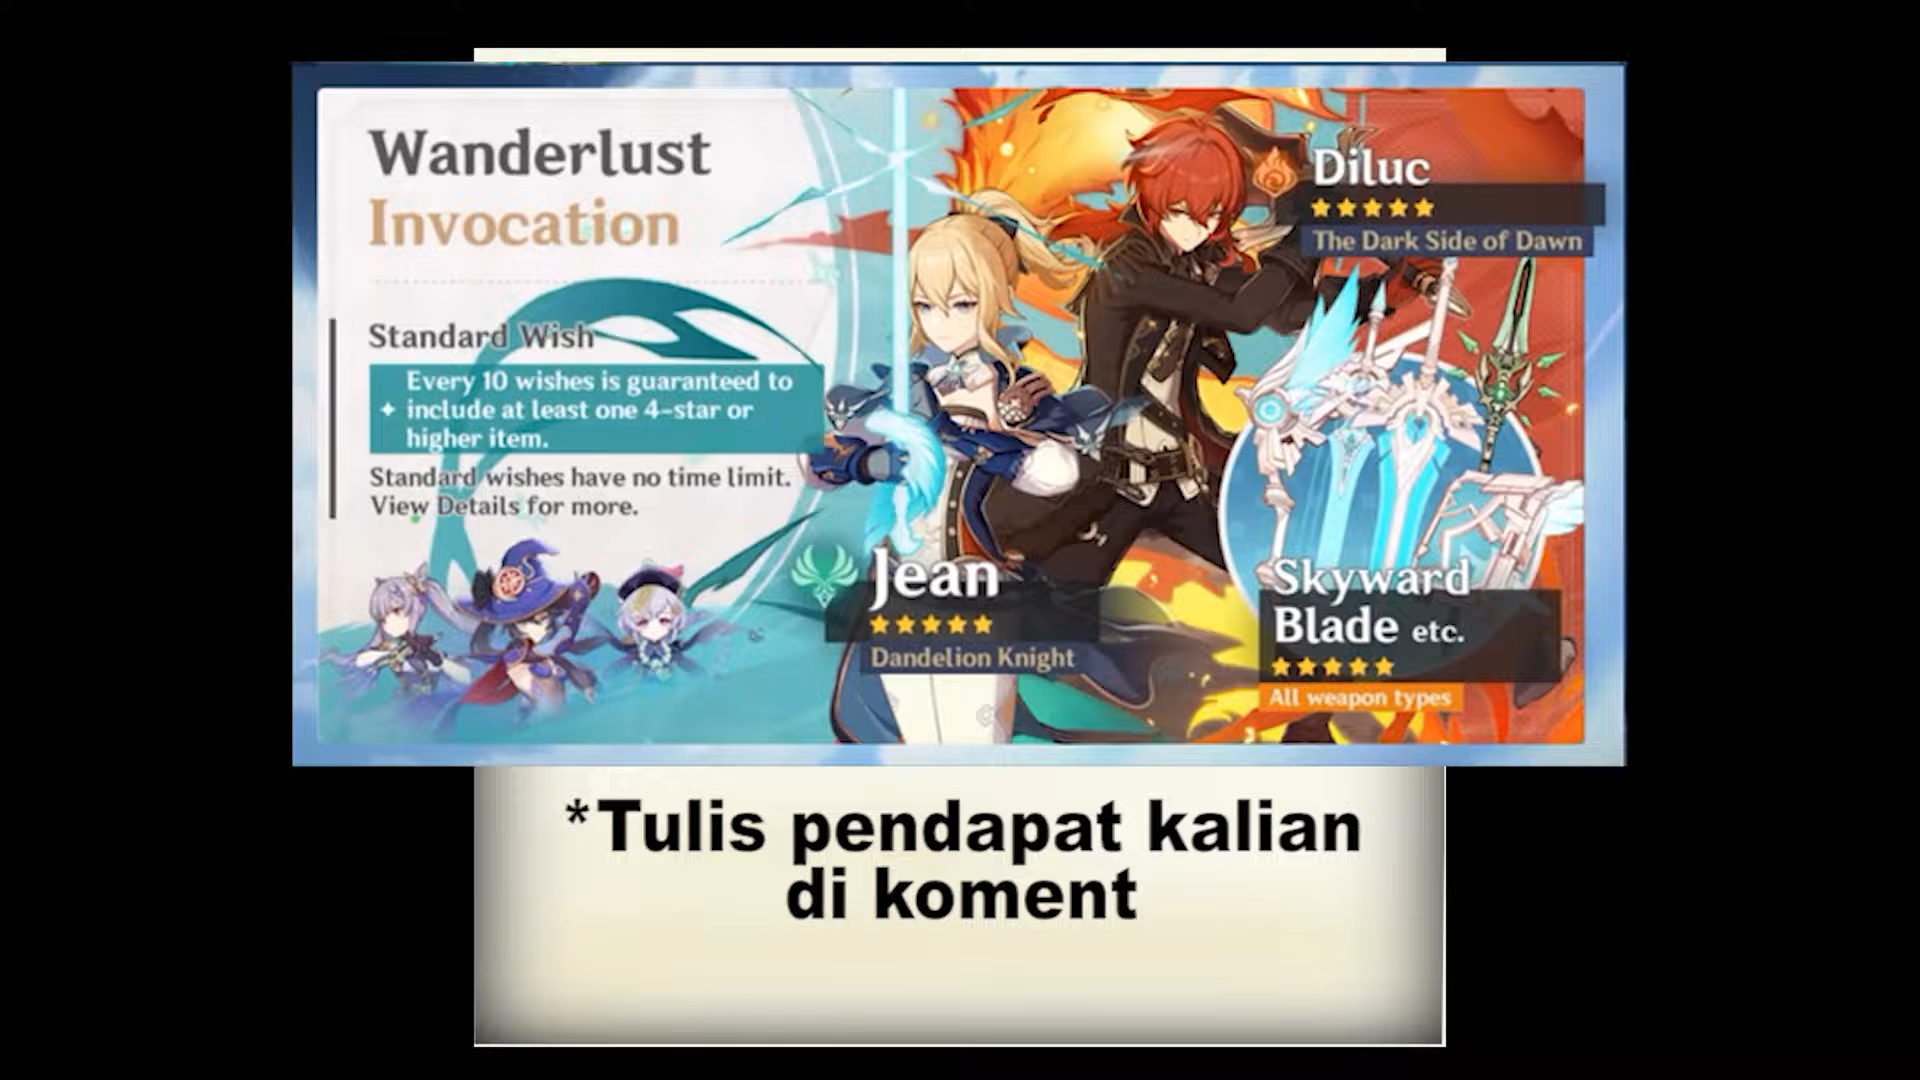 Wanderlust
Invocation
Standard Wish
Every 10 wishes is guaranteed to
include at least one 4-star or
higher item.
Standard wishes have no time limit.
View Details for more.
Diluc
The Dark Side of Dawn
Jean
Dandelion Knight
Skyward
Blade etc.
All weapon types
*Tulis pendapat kalian
di koment